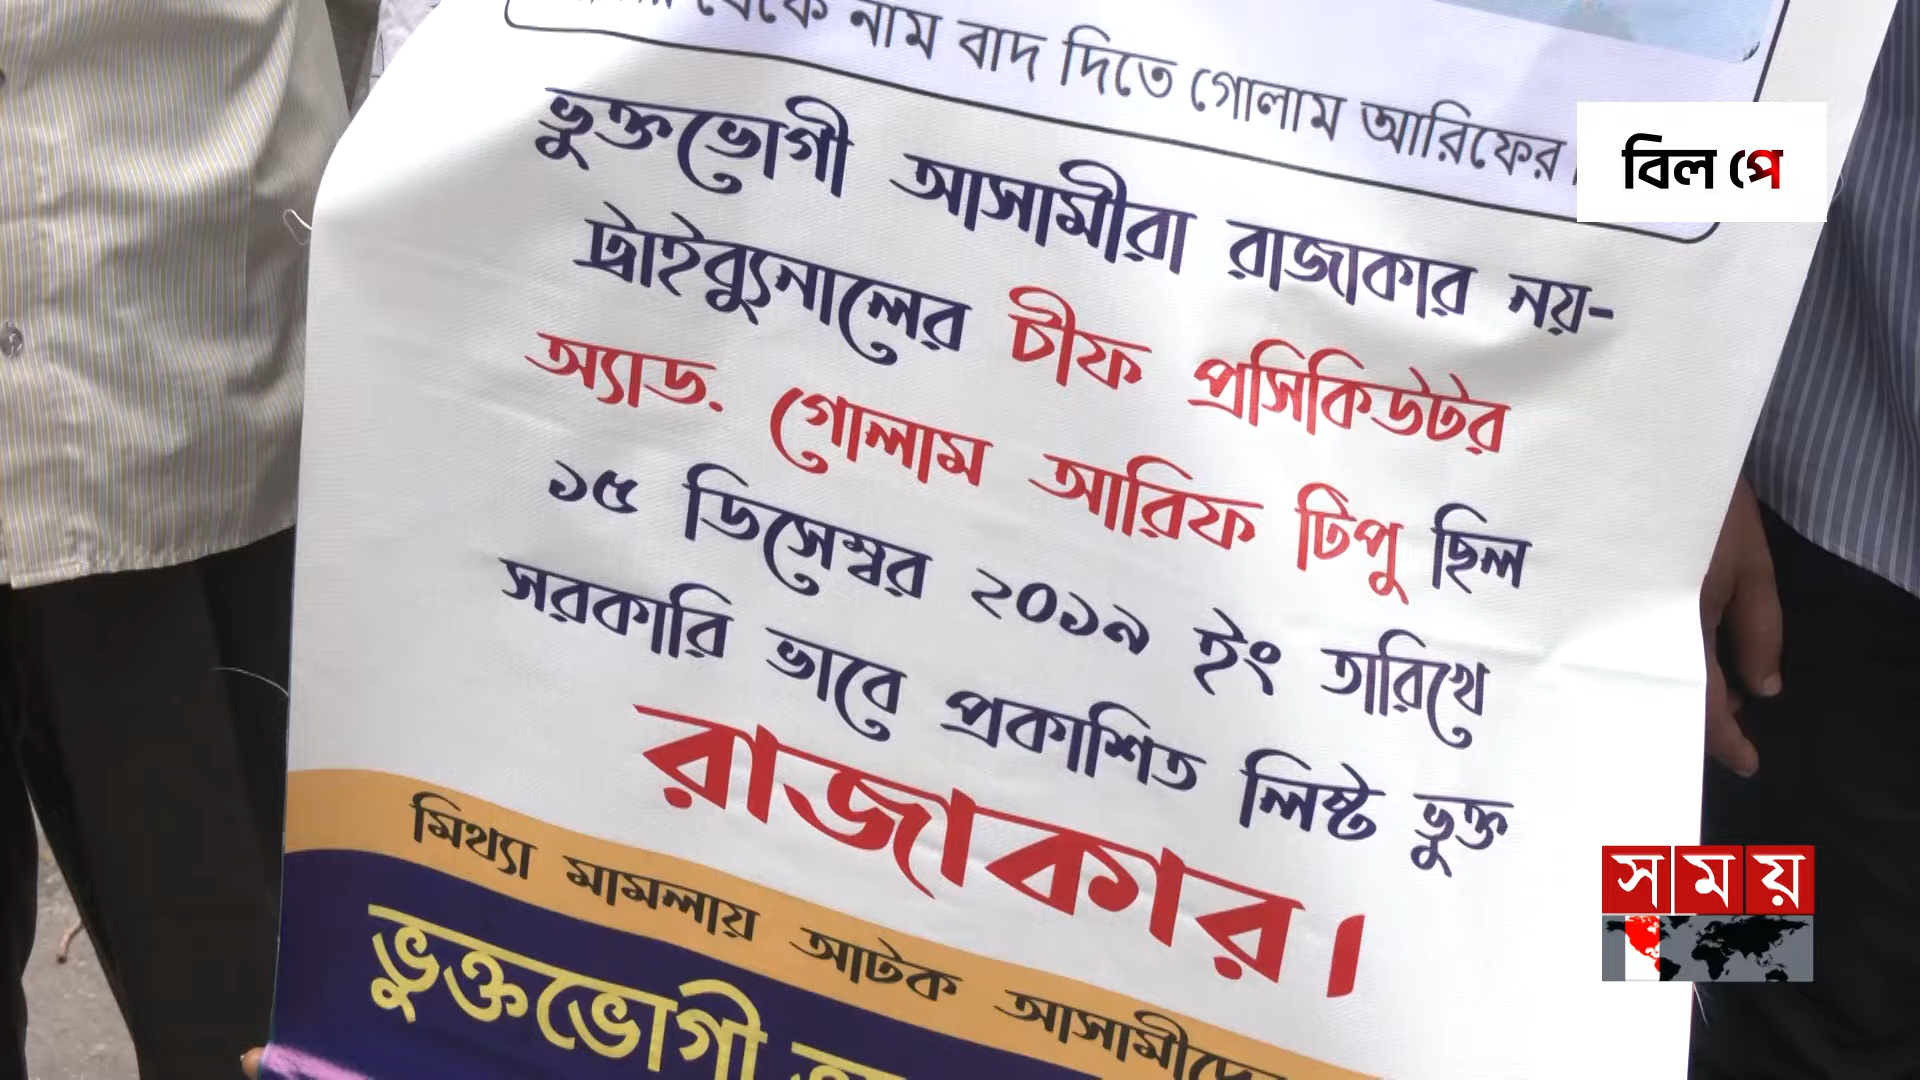 থেকে নাম বাদ দিতে গোলাম আরিফের
বিল পে
ভুক্তভোগী আসামীরা রাজাকার নয়-
ট্রাইব্যুনালের চীফ প্রসিকিউটর
অ্যাড. গোলাম আরিফ টিপু ছিল
১৫ ডিসেম্বর ২০১৯ ইং তারিখে
সরকারি ভাবে প্রকাশিত লিষ্ট ভুক্ত
রাজাকার।
সময়
মিথ্যা মামলায় আটক আসামীদে
ভুক্তভোগী